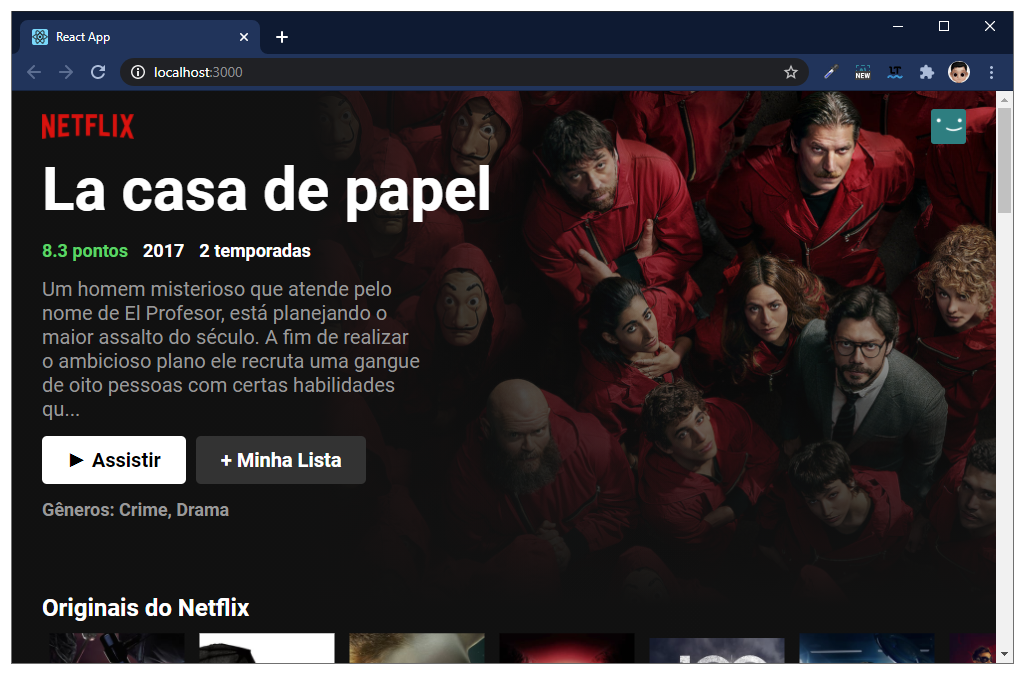 React App
localhost:3000
NEW
LT
NETFLIX
La casa de papel
8.3 pontos 2017 2 temporadas
Um homem misterioso que atende pelo
nome de El Profesor, está planejando o
maior assalto do século. A fim de realizar
o ambicioso plano ele recruta uma gangue
de oito pessoas com certas habilidades
qu...
► Assistir + Minha Lista
Gêneros: Crime, Drama
Originais do Netflix